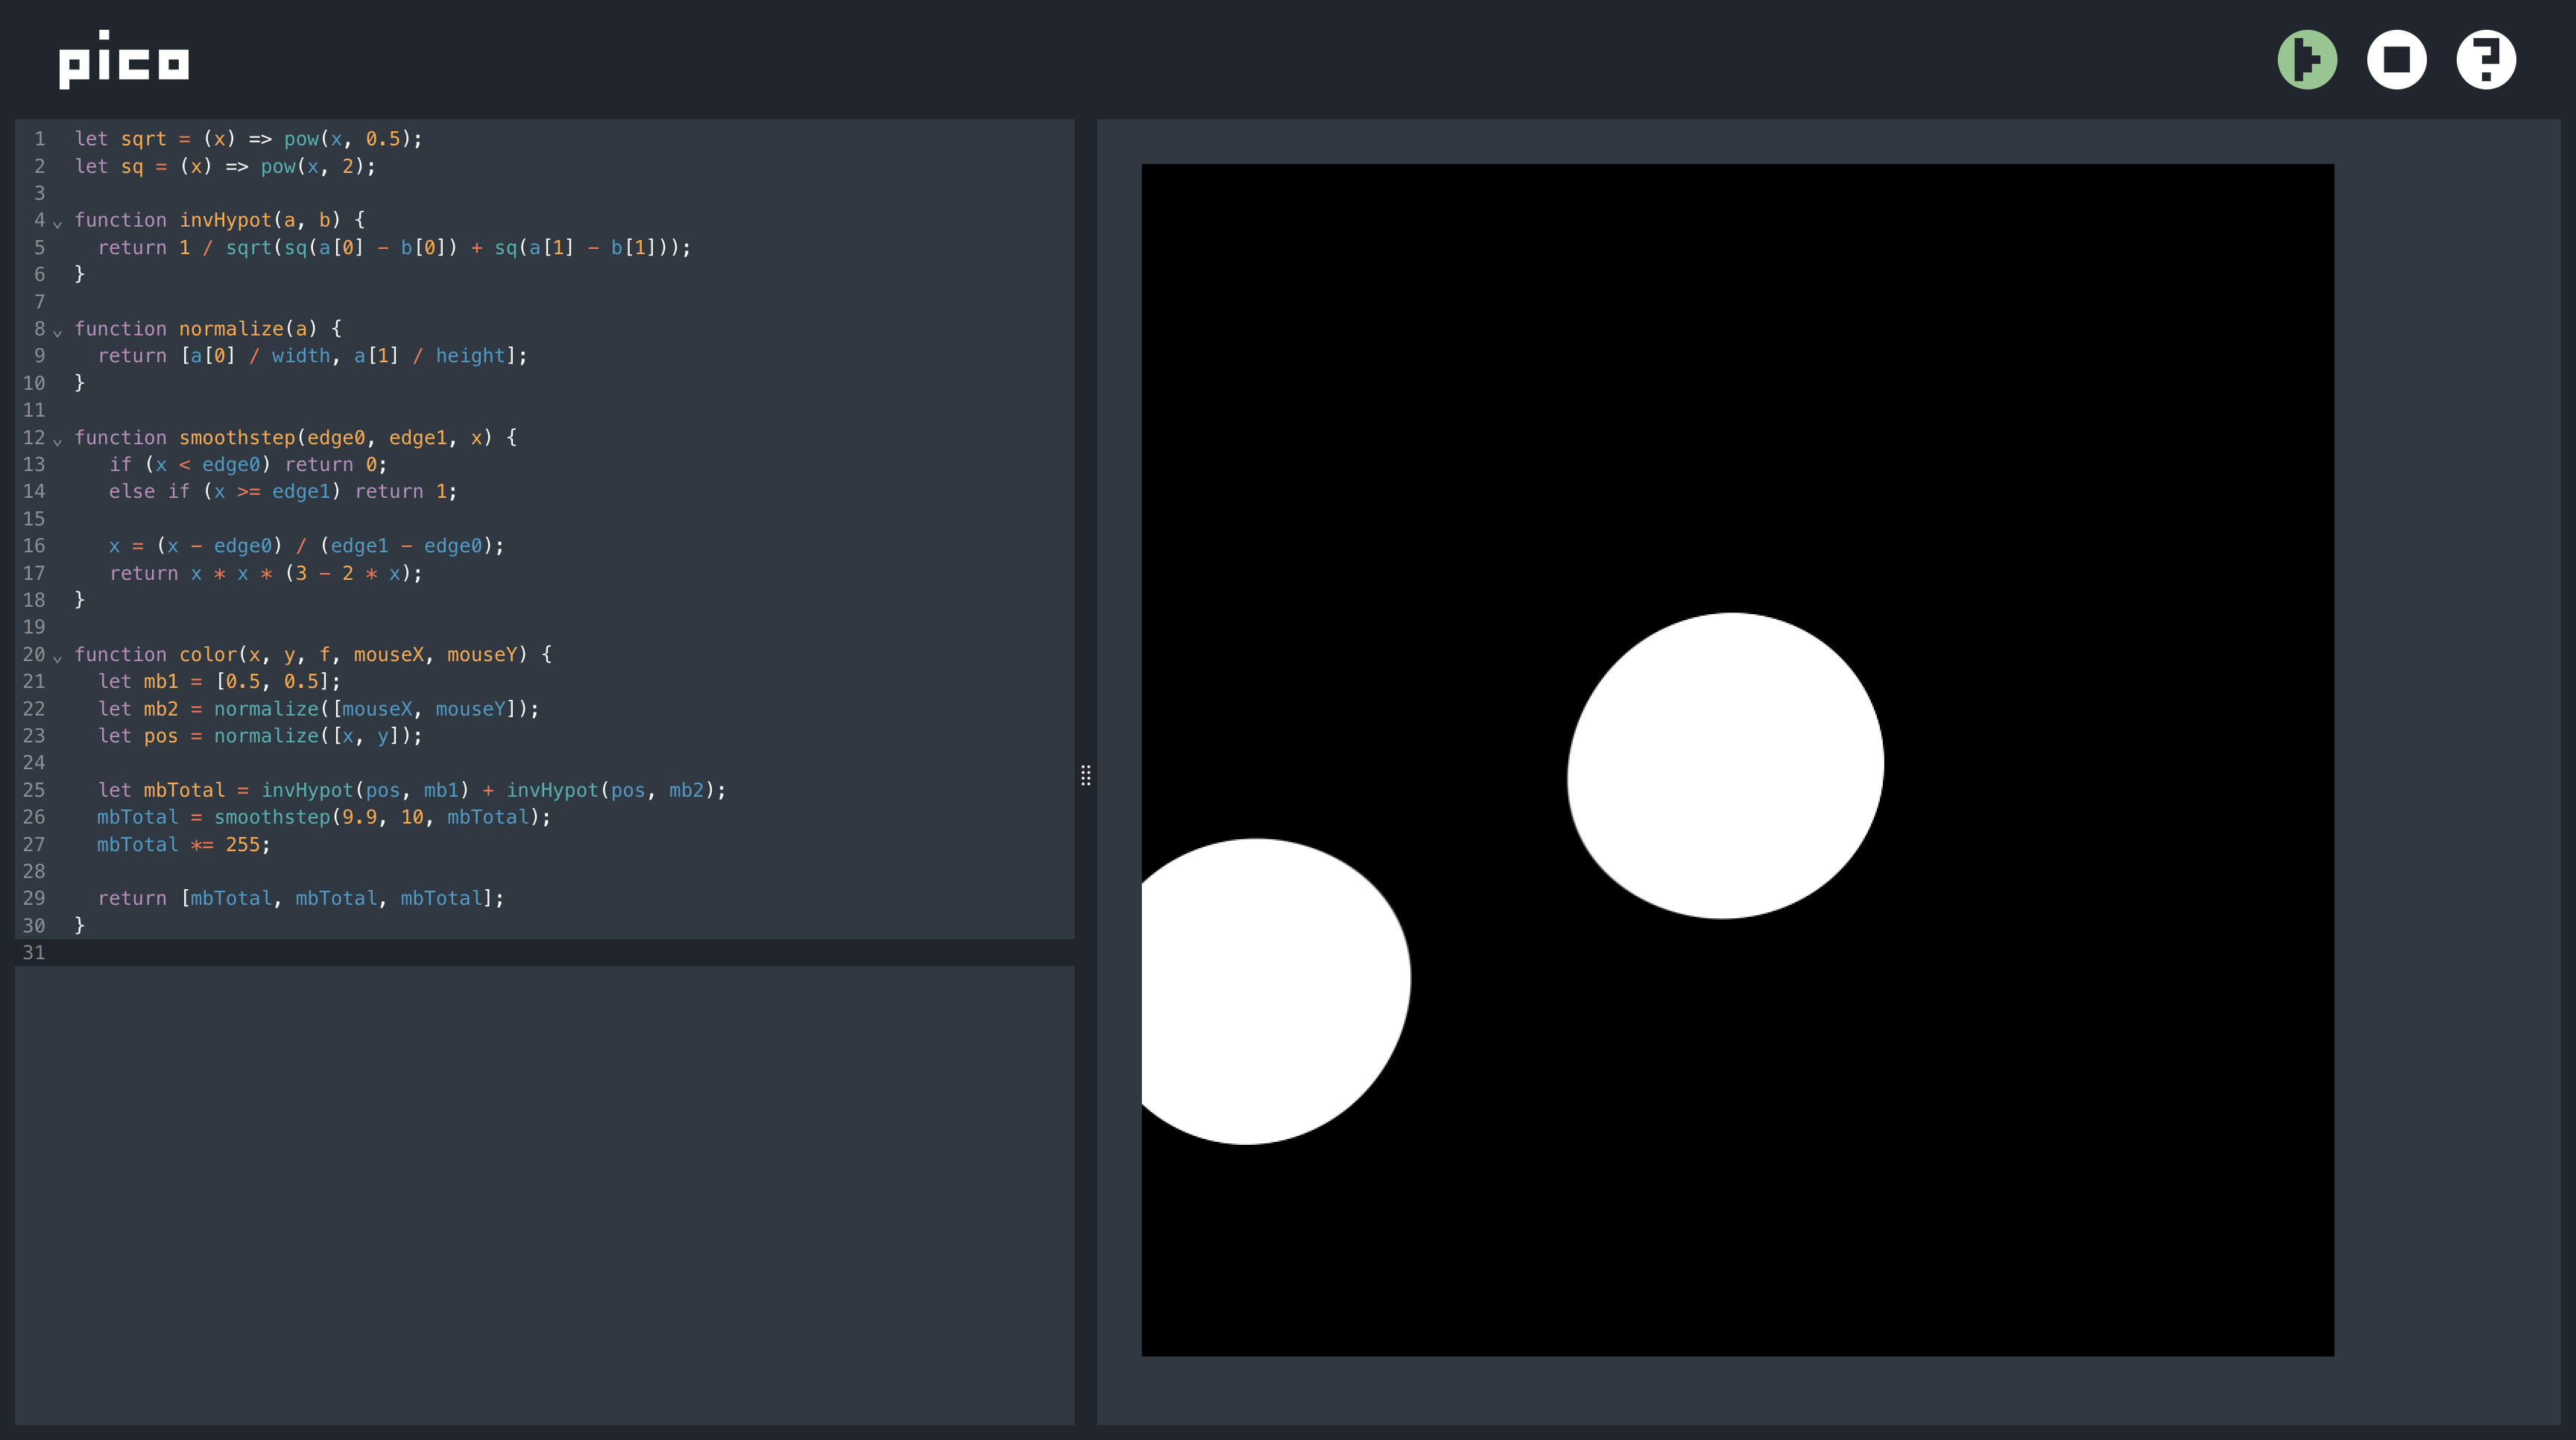 pico
?
1 let sqrt = (x) => pow(x, 0.5);
2 let sq = (x) => pow(x, 2);
3
4 function invHypot(a, b) {
5   return 1 / sqrt(sq(a[0] - b[0]) + sq(a[1] - b[1]));
6 }
7
8 function normalize(a) {
9   return [a[0] / width, a[1] / height];
10 }
11
12 function smoothstep(edge0, edge1, x) {
13    if (x < edge0) return 0;
14    else if (x >= edge1) return 1;
15
16    x = (x - edge0) / (edge1 - edge0);
17    return x * x * (3 - 2 * x);
18 }
19
20 function color(x, y, f, mouseX, mouseY) {
21   let mb1 = [0.5, 0.5];
22   let mb2 = normalize([mouseX, mouseY]);
23   let pos = normalize([x, y]);
24
25   let mbTotal = invHypot(pos, mb1) + invHypot(pos, mb2);
26   mbTotal = smoothstep(9.9, 10, mbTotal);
27   mbTotal *= 255;
28
29   return [mbTotal, mbTotal, mbTotal];
30 }
31